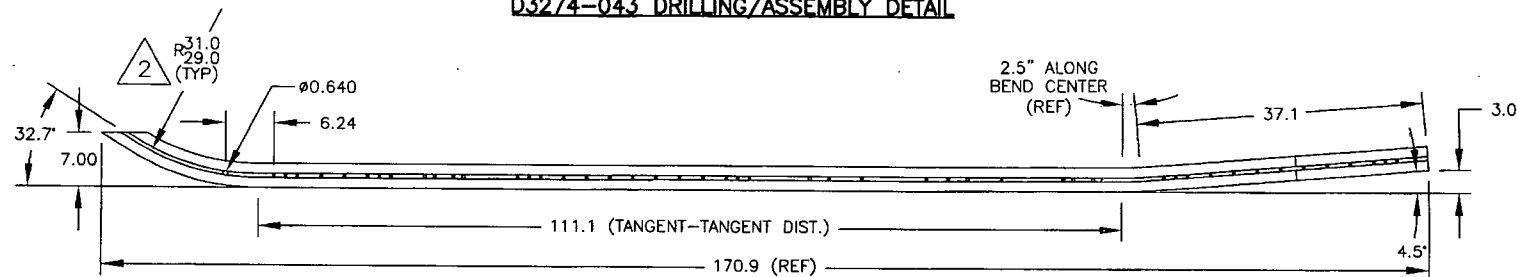 D3274-043 DRILLING/ASSEMBLY DETAIL
2
R31.0
29.0
(TYP)
Ø0.640
6.24
2.5" ALONG
BEND CENTER
(REF)
37.1
3.0
32.7°
7.00
111.1 (TANGENT-TANGENT DIST.)
4.5°
170.9 (REF)